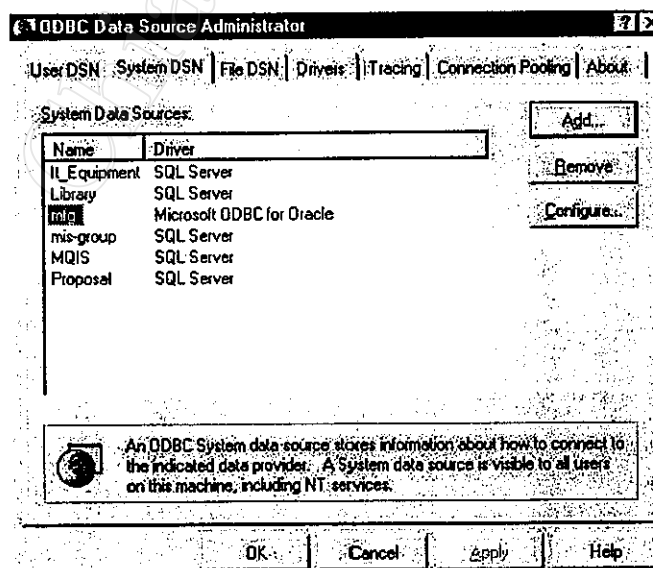 ODBC Data Source Administrator
User DSN System DSN File DSN Drivers Tracing Connection Pooling About
System Data Sources:
Add...
Name Driver
It_Equipment SQL Server
Remove
Library SQL Server
mfg Microsoft ODBC for Oracle
Configure...
mis-group SQL Server
MQIS SQL Server
Proposal SQL Server
An ODBC System data source stores information about how to connect to
the indicated data provider. A System data source is visible to all users
on this machine, including NT services.
OK Cancel Apply Help